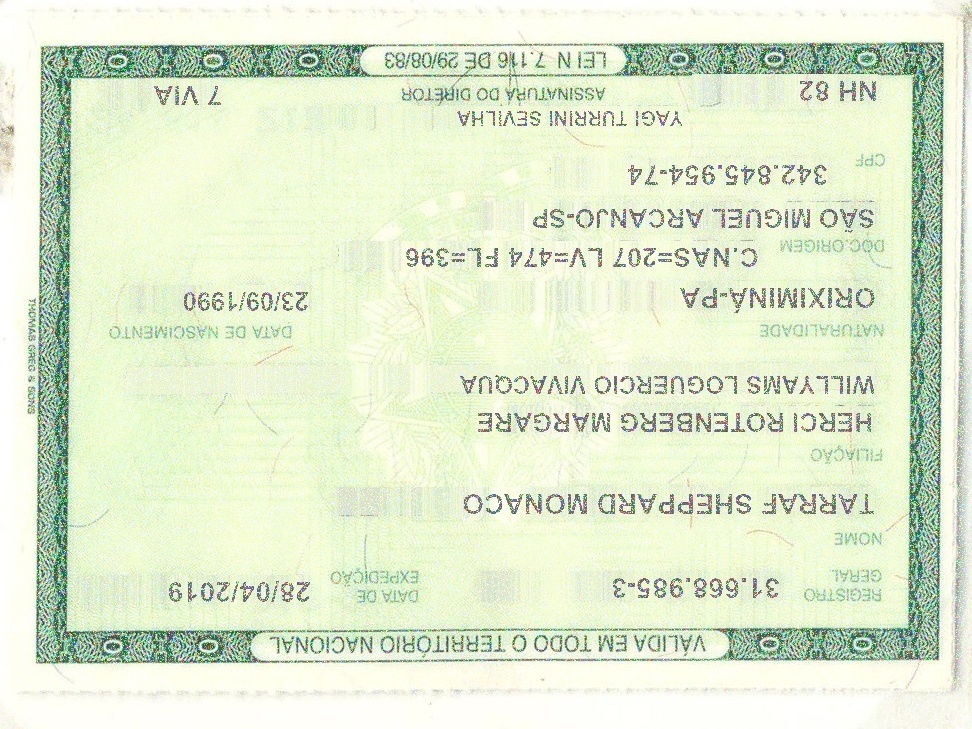 VÁLIDA EM TODO O TERRITÓRIO NACIONAL
REGISTRO GERAL 31.668.985-3 DATA DE EXPEDIÇÃO 28/04/2019
NOME
TARRAF SHEPPARD MONACO
FILIAÇÃO
HERCI ROTENBERG MARGARE
WILLYAMS LOGUERCIO VIVACQUA
NATURALIDADE DATA DE NASCIMENTO
ORIXIMINÁ-PA 23/09/1990
DOC.ORIGEM C.NAS=207 LV=474 FL=396
SÃO MIGUEL ARCANJO-SP
CPF 342.845.954-74
YAGI TURRINI SEVILHA
NH 82 ASSINATURA DO DIRETOR 7 VIA
LEI N 7.116 DE 29/08/83
THOMAS GREG & SONS